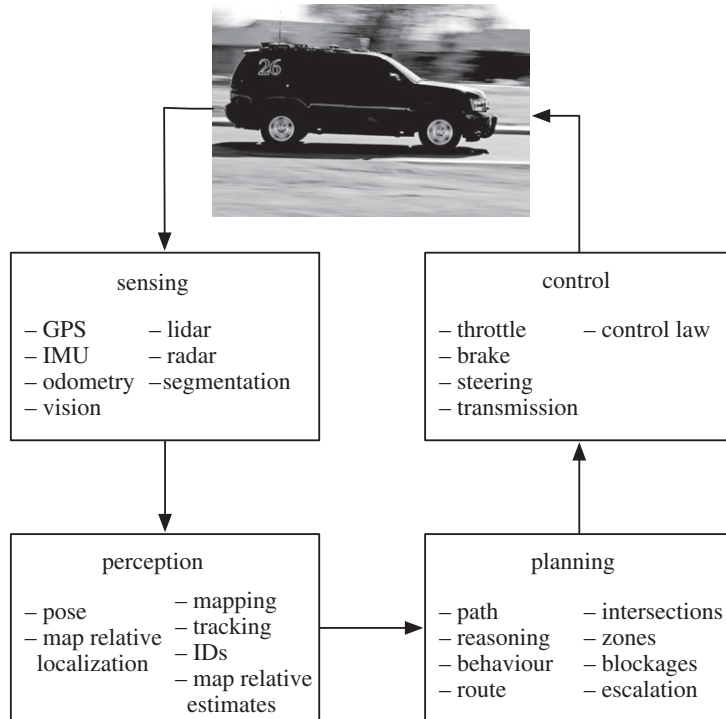 26
sensing
– GPS
– IMU
– odometry
– vision
– lidar
– radar
–segmentation
control
– throttle
– brake
– steering
– transmission
– control law
perception
– pose
– map relative
localization
– mapping
– tracking
– IDs
– map relative
estimates
planning
– path
– reasoning
– behaviour
– route
– intersections
– zones
– blockages
– escalation